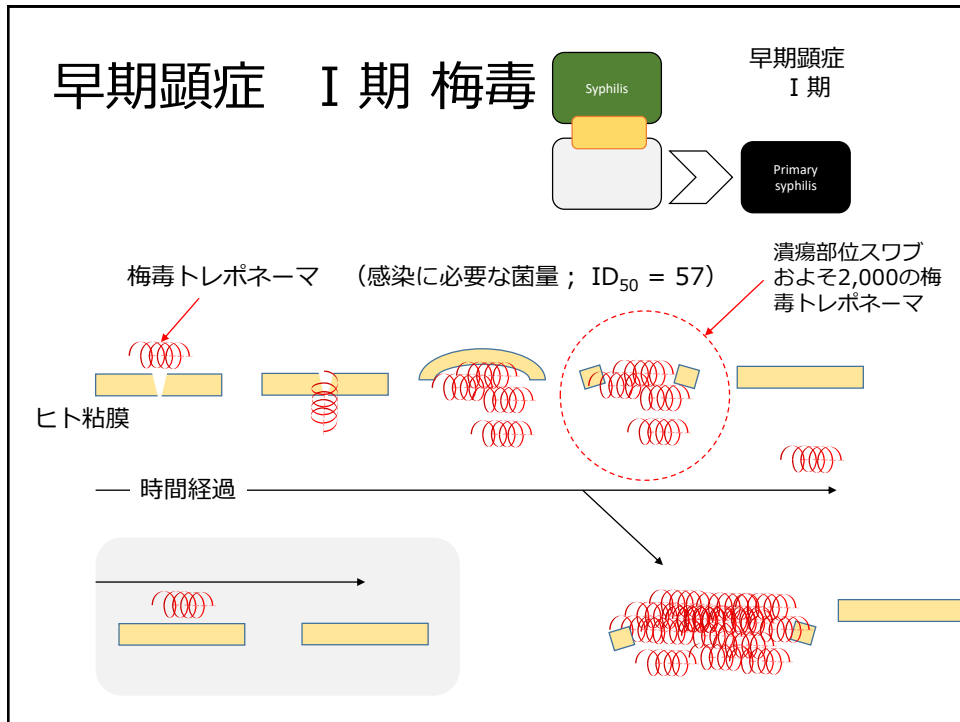 早期顕症　Ⅰ期 梅毒
Syphilis
早期顕症
Ⅰ期
Primary
syphilis
梅毒トレポネーマ　（感染に必要な菌量； ID50 = 57）
潰瘍部位スワブ
およそ2,000の梅
毒トレポネーマ
ヒト粘膜
時間経過